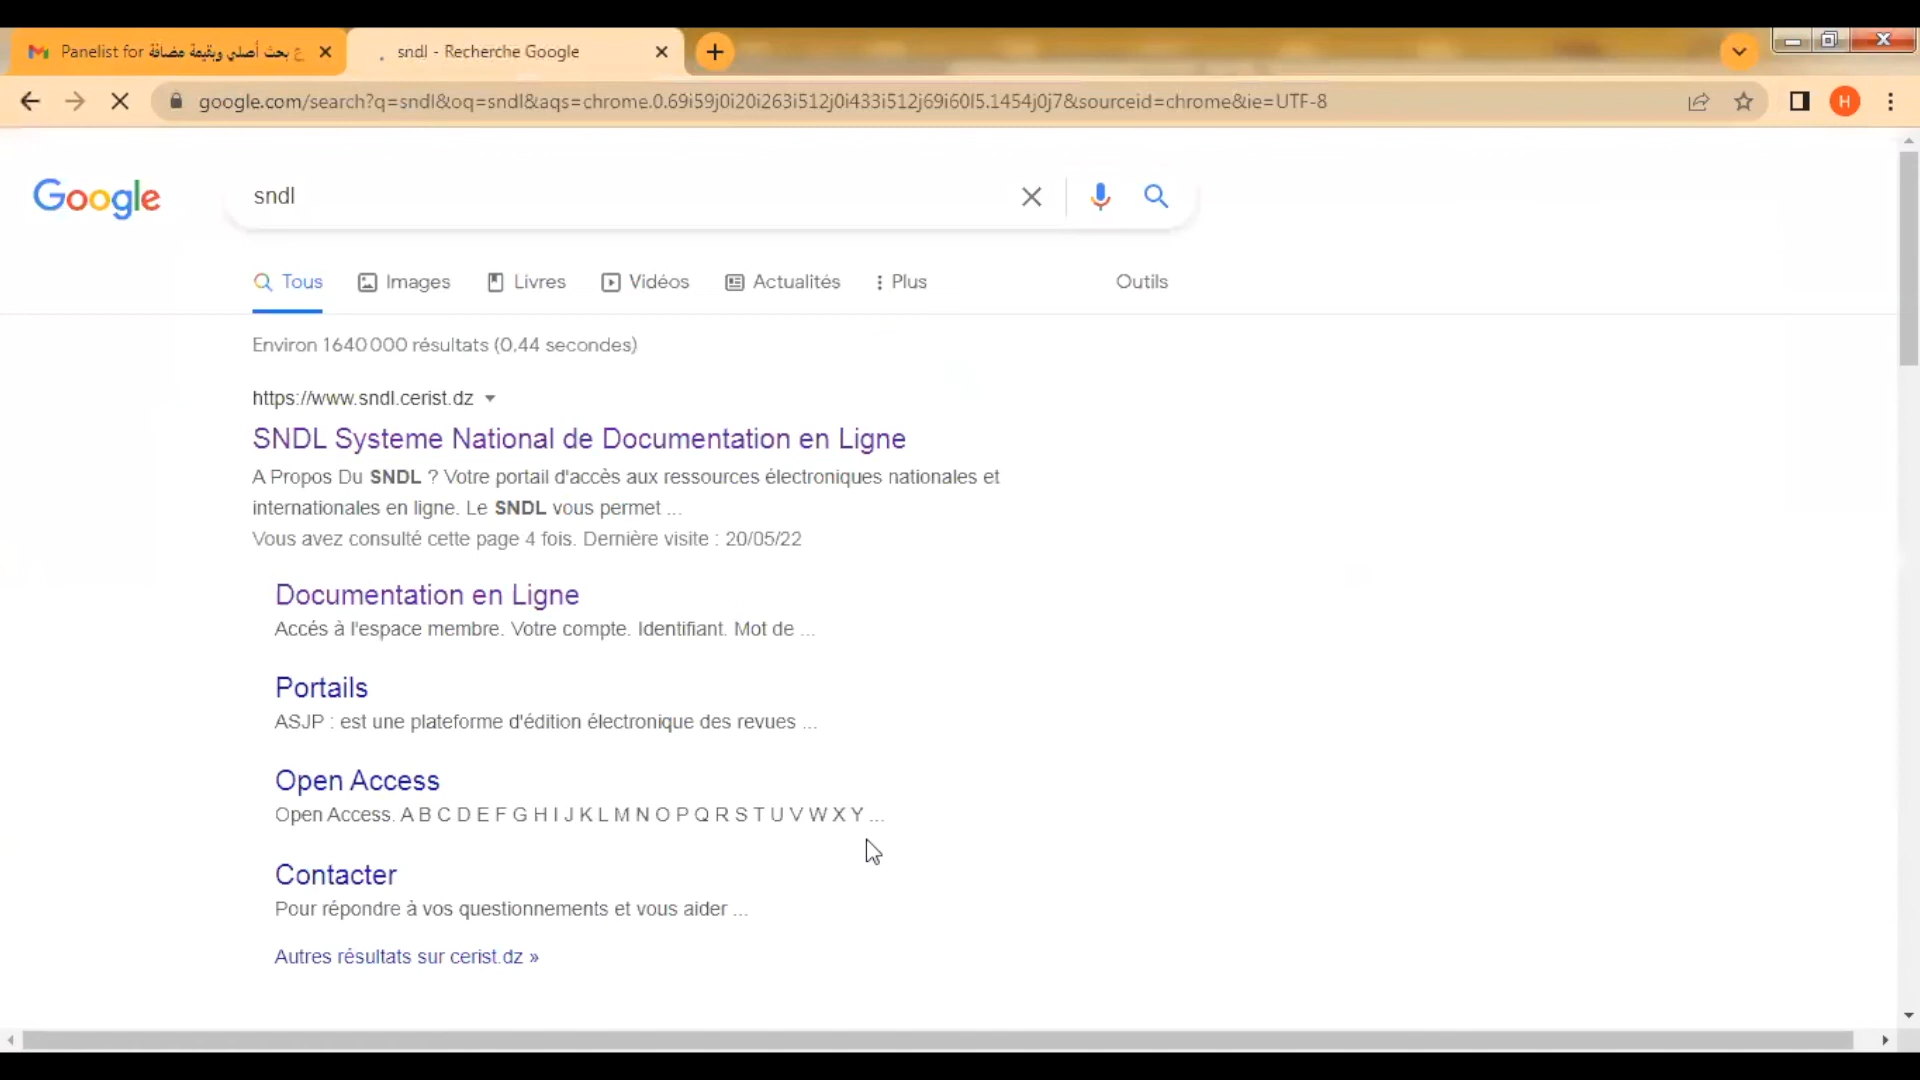 Panelist for ع بحث أصلي وبقيمة مضافة
sndl - Recherche Google
google.com/search?q=sndl&oq=sndl&aqs=chrome.0.69i59j0i20i263i512j0i433i512j69i60l5.1454j0j7&sourceid=chrome&ie=UTF-8
H
Google
sndl
Tous Images Livres Vidéos Actualités Plus Outils
Environ 1 640 000 résultats (0,44 secondes)
https://www.sndl.cerist.dz
SNDL Systeme National de Documentation en Ligne
A Propos Du SNDL ? Votre portail d'accès aux ressources électroniques nationales et
internationales en ligne. Le SNDL vous permet ...
Vous avez consulté cette page 4 fois. Dernière visite : 20/05/22
Documentation en Ligne
Accés à l'espace membre. Votre compte. Identifiant. Mot de ...
Portails
ASJP : est une plateforme d'édition électronique des revues ...
Open Access
Open Access. A B C D E F G H I J K L M N O P Q R S T U V W X Y ...
Contacter
Pour répondre à vos questionnements et vous aider ...
Autres résultats sur cerist.dz »